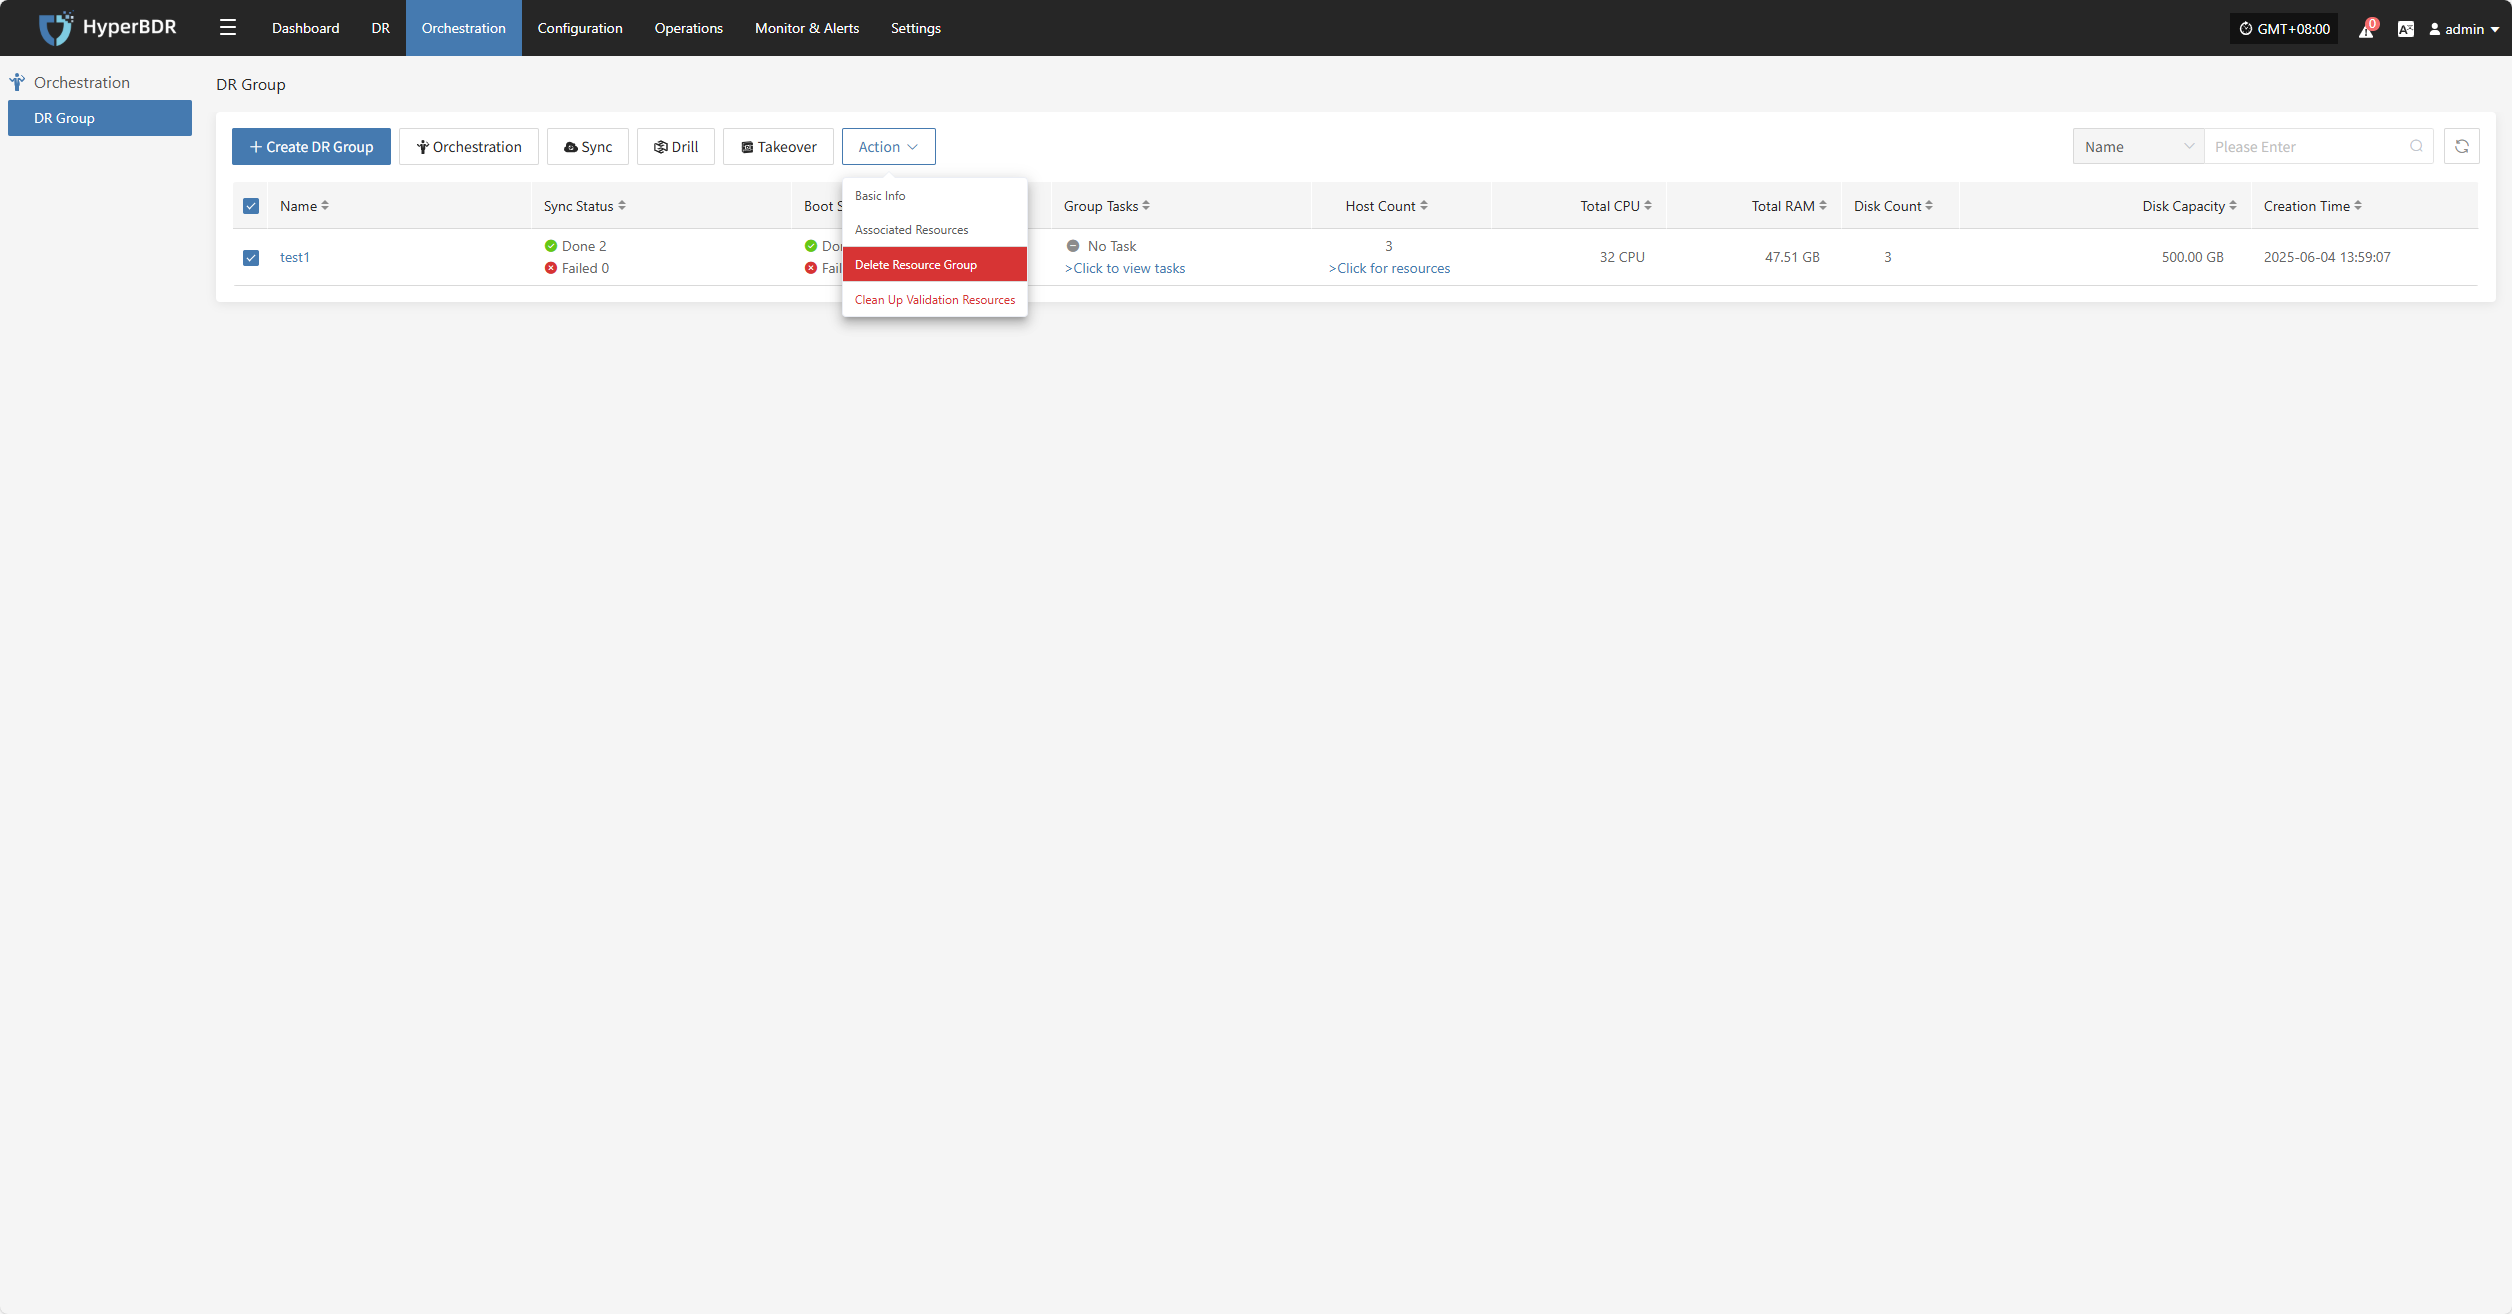 HyperBDR
Dashboard
DR
Orchestration
Configuration
Operations
Monitor & Alerts
Settings
GMT+08:00
0
admin
Orchestration
DR Group
DR Group
+ Create DR Group
Orchestration
Sync
Drill
Takeover
Action
Name
Please Enter
Basic Info
Associated Resources
Delete Resource Group
Clean Up Validation Resources
Name
Sync Status
Boot
Group Tasks
Host Count
Total CPU
Total RAM
Disk Count
Disk Capacity
Creation Time
test1
Done 2
Failed 0
No Task
>Click to view tasks
3
>Click for resources
32 CPU
47.51 GB
3
500.00 GB
2025-06-04 13:59:07